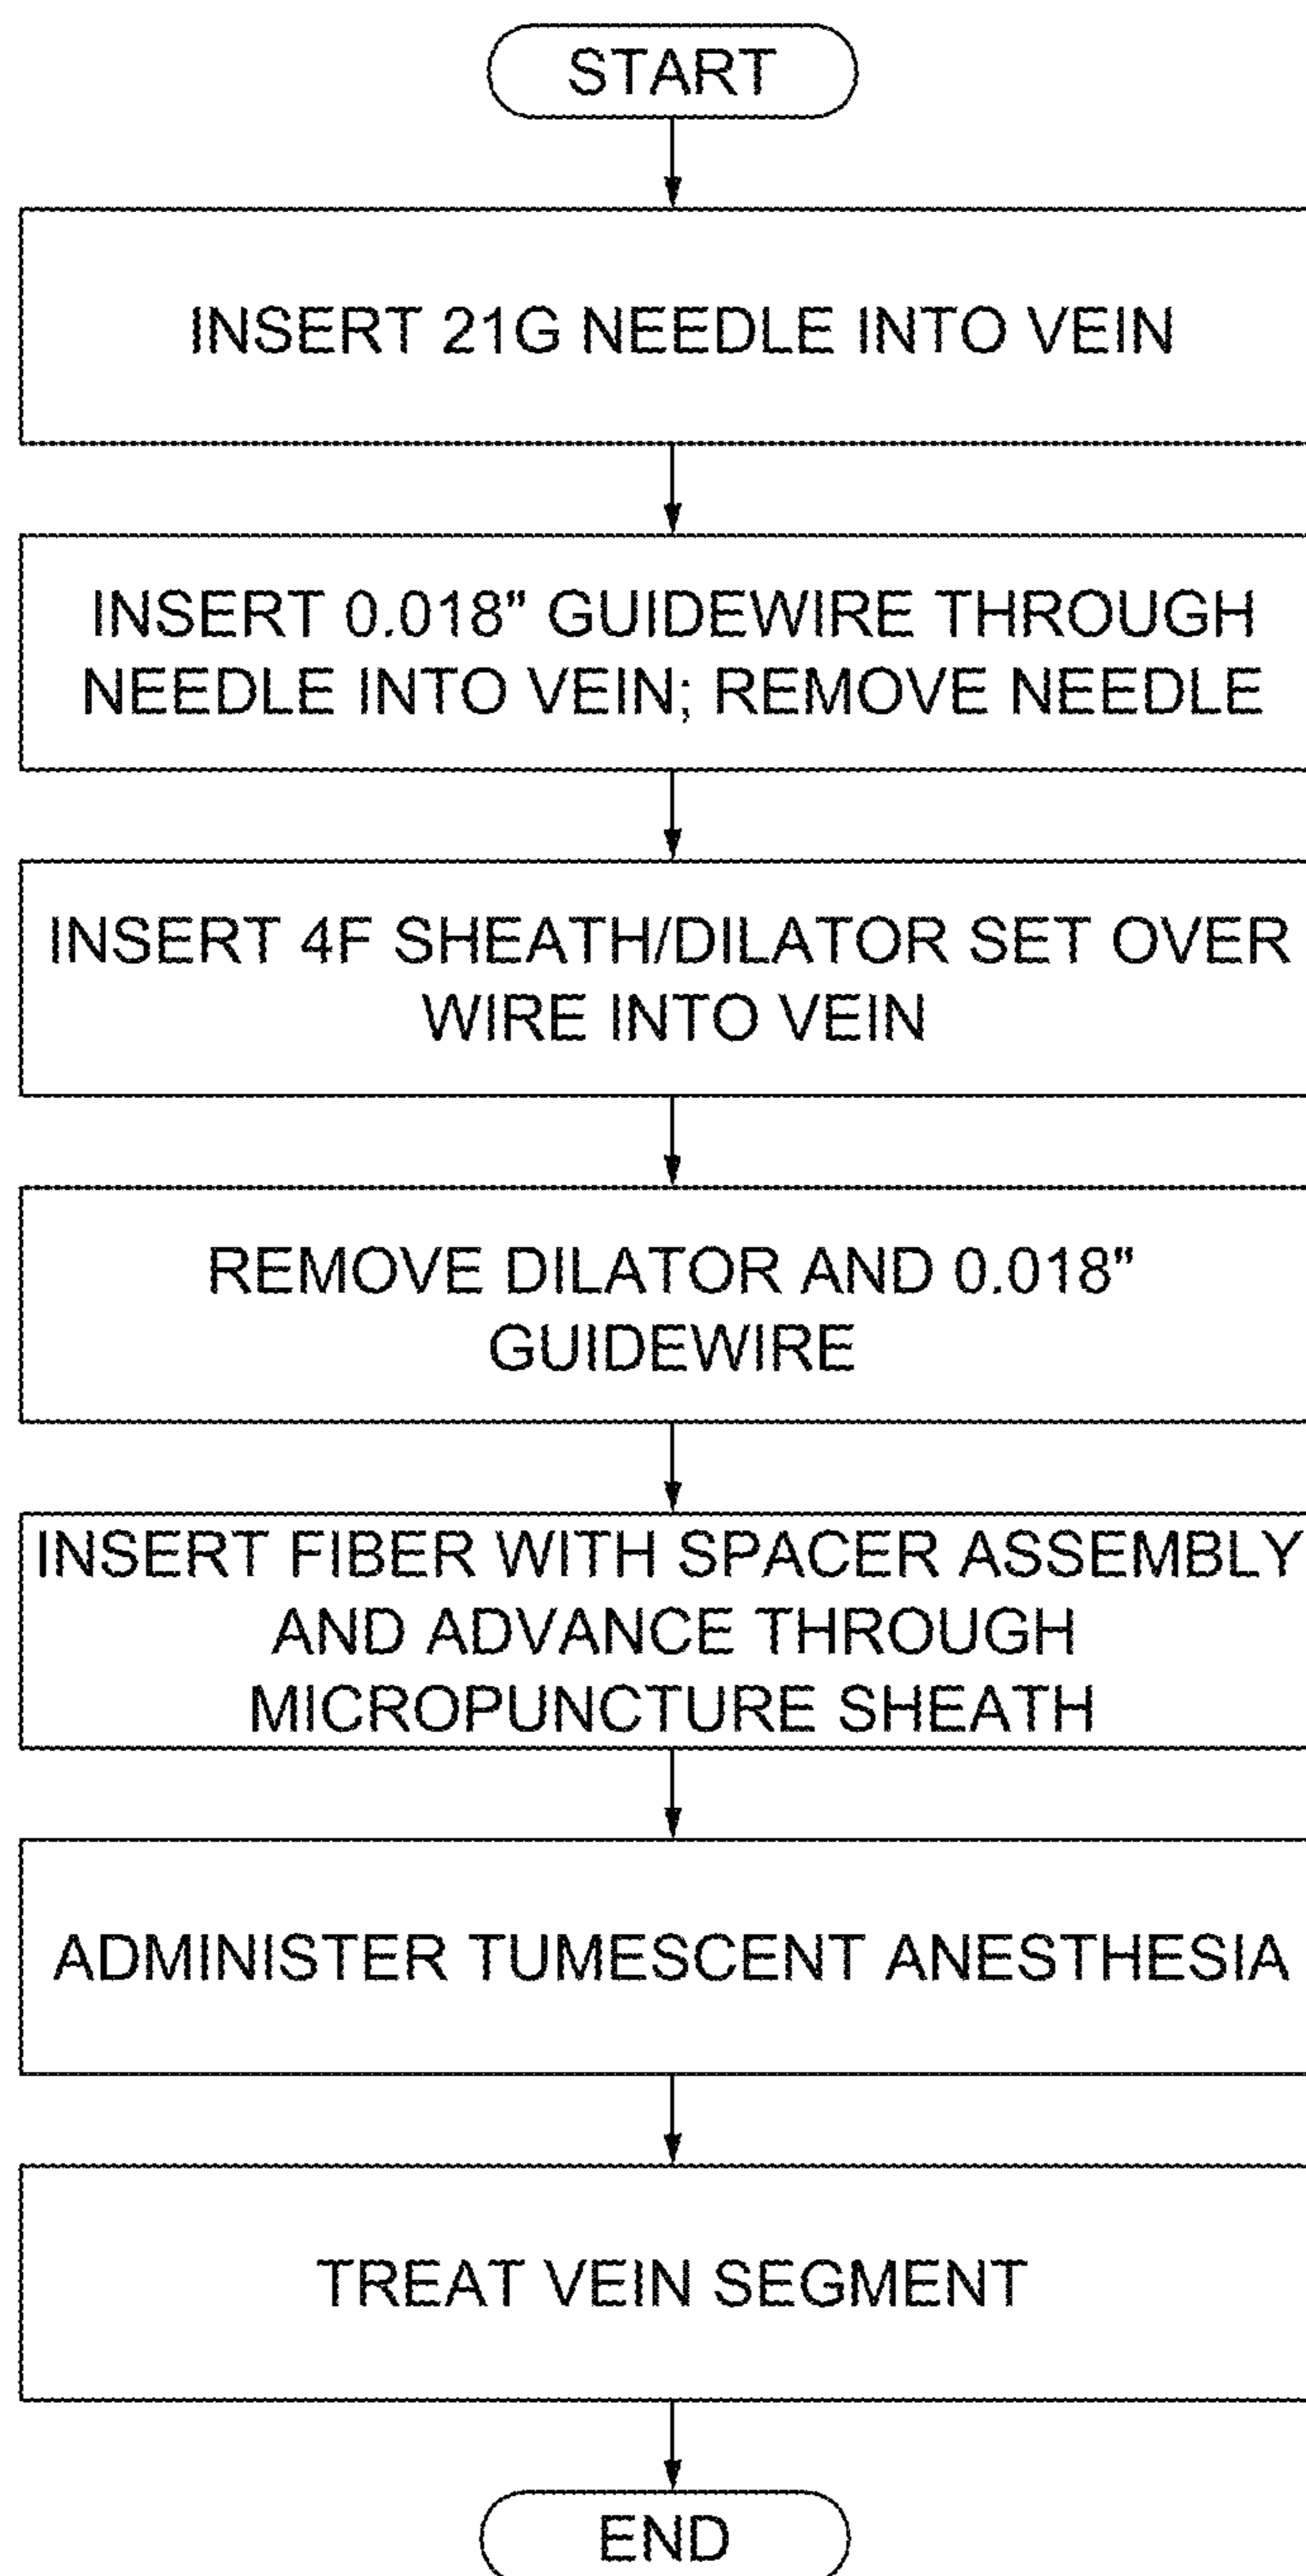 START
INSERT 21G NEEDLE INTO VEIN
INSERT 0.018" GUIDEWIRE THROUGH
NEEDLE INTO VEIN; REMOVE NEEDLE
INSERT 4F SHEATH/DILATOR SET OVER
WIRE INTO VEIN
REMOVE DILATOR AND 0.018"
GUIDEWIRE
INSERT FIBER WITH SPACER ASSEMBLY
AND ADVANCE THROUGH
MICROPUNCTURE SHEATH
ADMINISTER TUMESCENT ANESTHESIA
TREAT VEIN SEGMENT
END